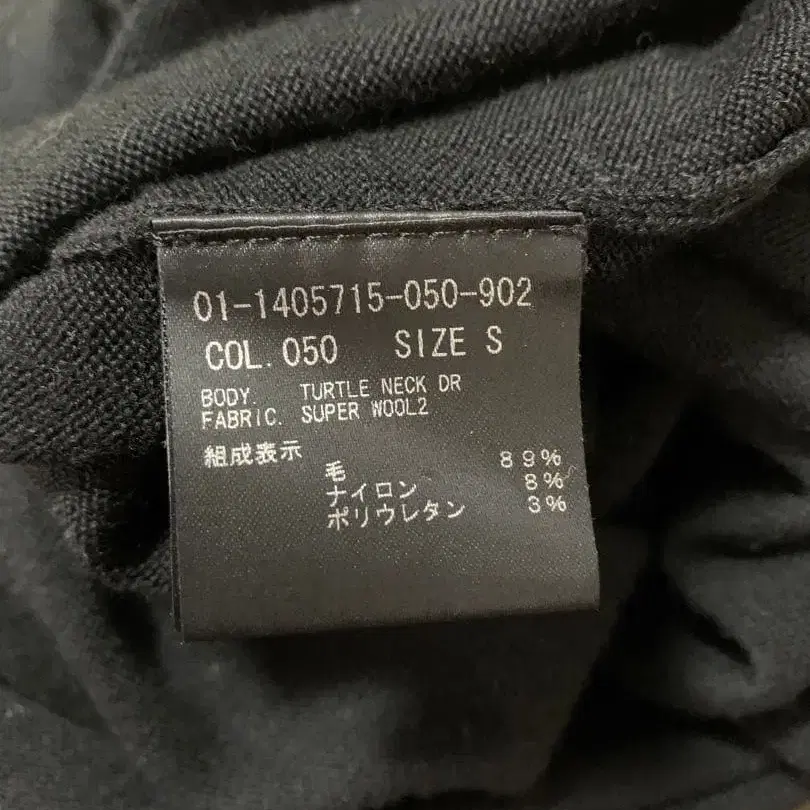 01-1405715-050-902
COL. 050 SIZE S
BODY. TURTLE NECK DR
FABRIC. SUPER WOOL2
組成表示
毛 89%
ナイロン 8%
ポリウレタン 3%